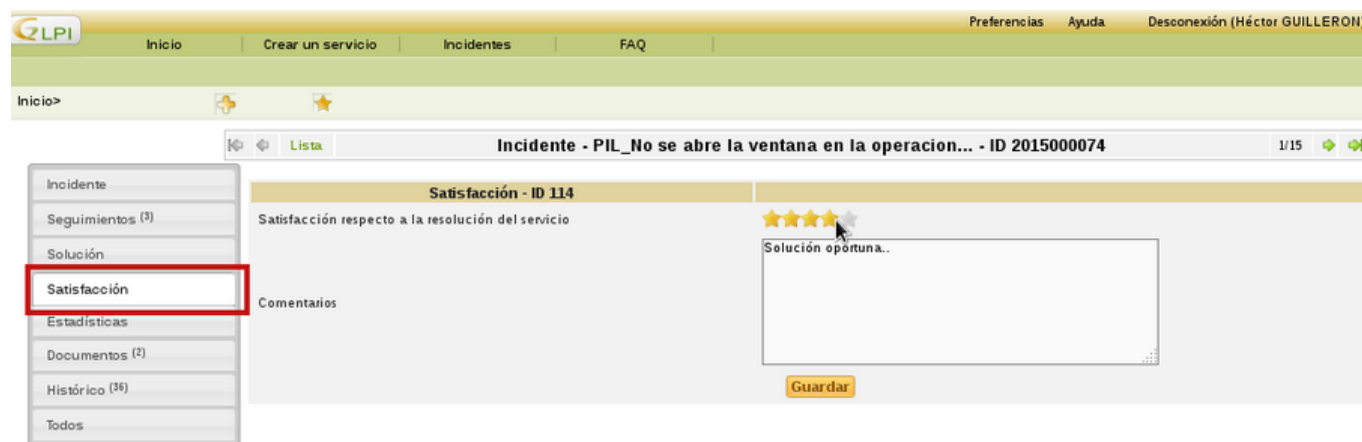 GLPI
Preferencias Ayuda Desconexión (Héctor GUILLERON)
Inicio Crear un servicio Incidentes FAQ
Inicio>
Lista Incidente - PIL_No se abre la ventana en la operacion... - ID 2015000074 1/15
Incidente
Seguimientos (3)
Solución
Satisfacción
Estadísticas
Documentos (2)
Histórico (36)
Todos
Satisfacción - ID 114
Satisfacción respecto a la resolución del servicio
Comentarios
Solución oportuna..
Guardar